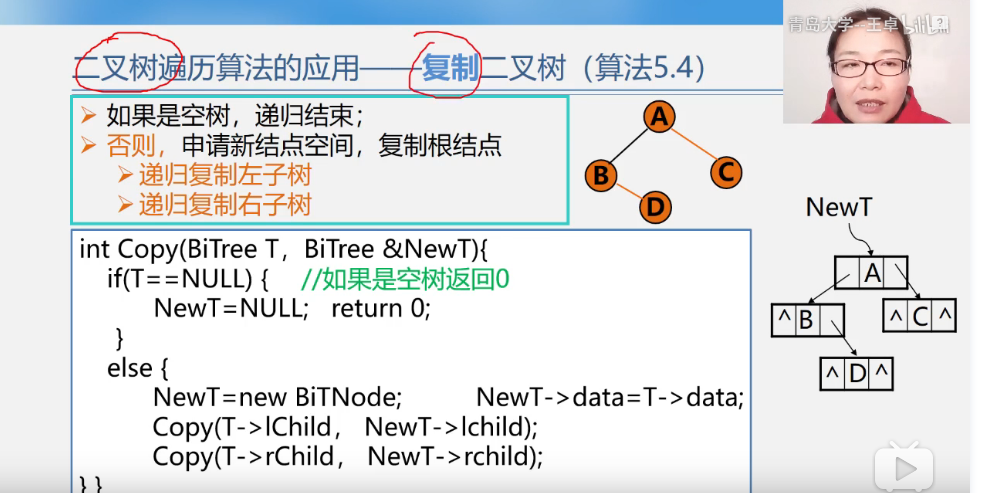 青岛大学-王卓
二叉树遍历算法的应用——复制二叉树（算法5.4）
如果是空树，递归结束；
否则，申请新结点空间，复制根结点
递归复制左子树
递归复制右子树
A
B
C
D
NewT
A
^ B
^ C ^
^ D ^
int Copy(BiTree T，BiTree &NewT){
if(T==NULL) { //如果是空树返回0
NewT=NULL; return 0;
}
else {
NewT=new BiTNode; NewT->data=T->data;
Copy(T->lChild， NewT->lchild);
Copy(T->rChild， NewT->rchild);
} }